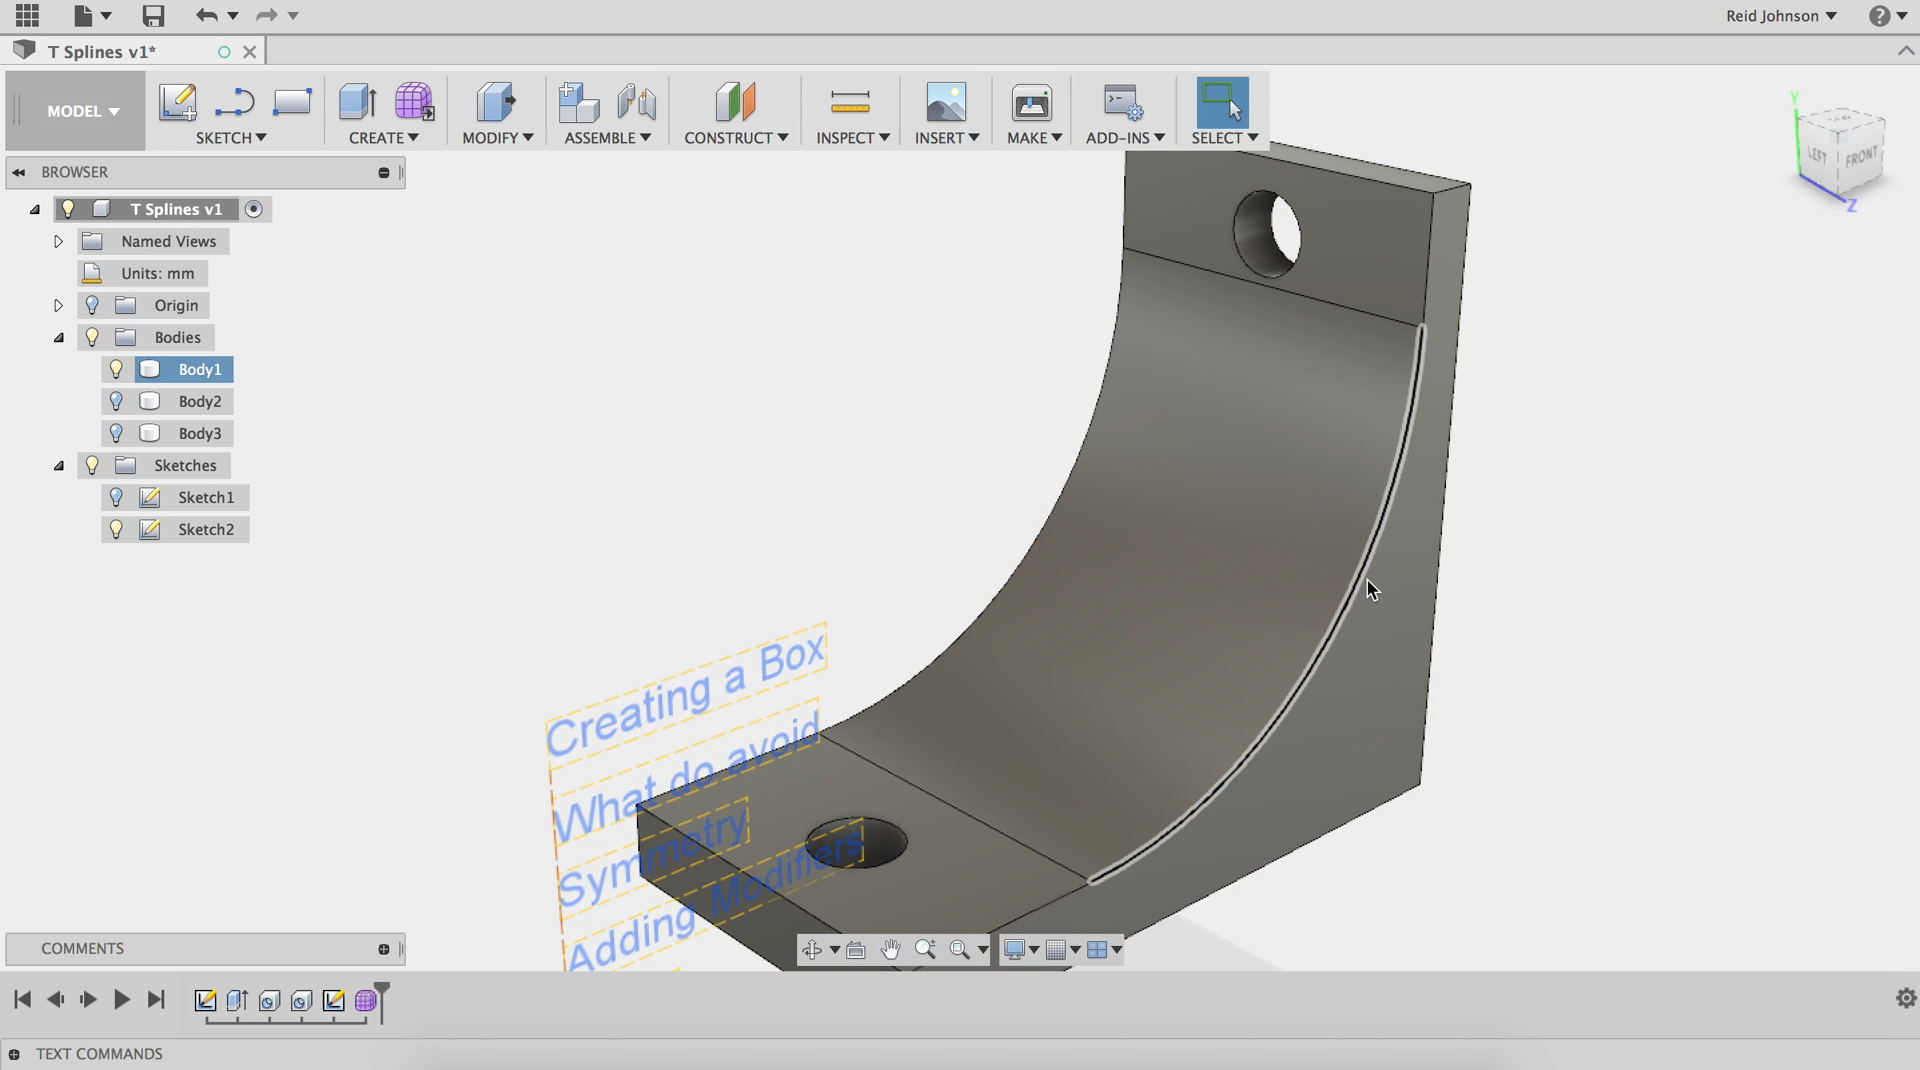 Reid Johnson
T Splines v1*
MODEL
SKETCH
CREATE
MODIFY
ASSEMBLE
CONSTRUCT
INSPECT
INSERT
MAKE
ADD-INS
SELECT
BROWSER
T Splines v1
Named Views
Units: mm
Origin
Bodies
Body1
Body2
Body3
Sketches
Sketch1
Sketch2
Y
LEFT
FRONT
Z
Creating a Box
What do avoid
Symmetry
Adding Modifiers
COMMENTS
TEXT COMMANDS